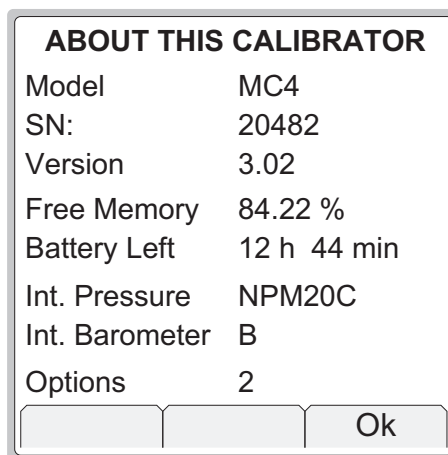 ABOUT THIS CALIBRATOR
Model MC4
SN: 20482
Version 3.02
Free Memory 84.22 %
Battery Left 12 h 44 min
Int. Pressure NPM20C
Int. Barometer B
Options 2
Ok